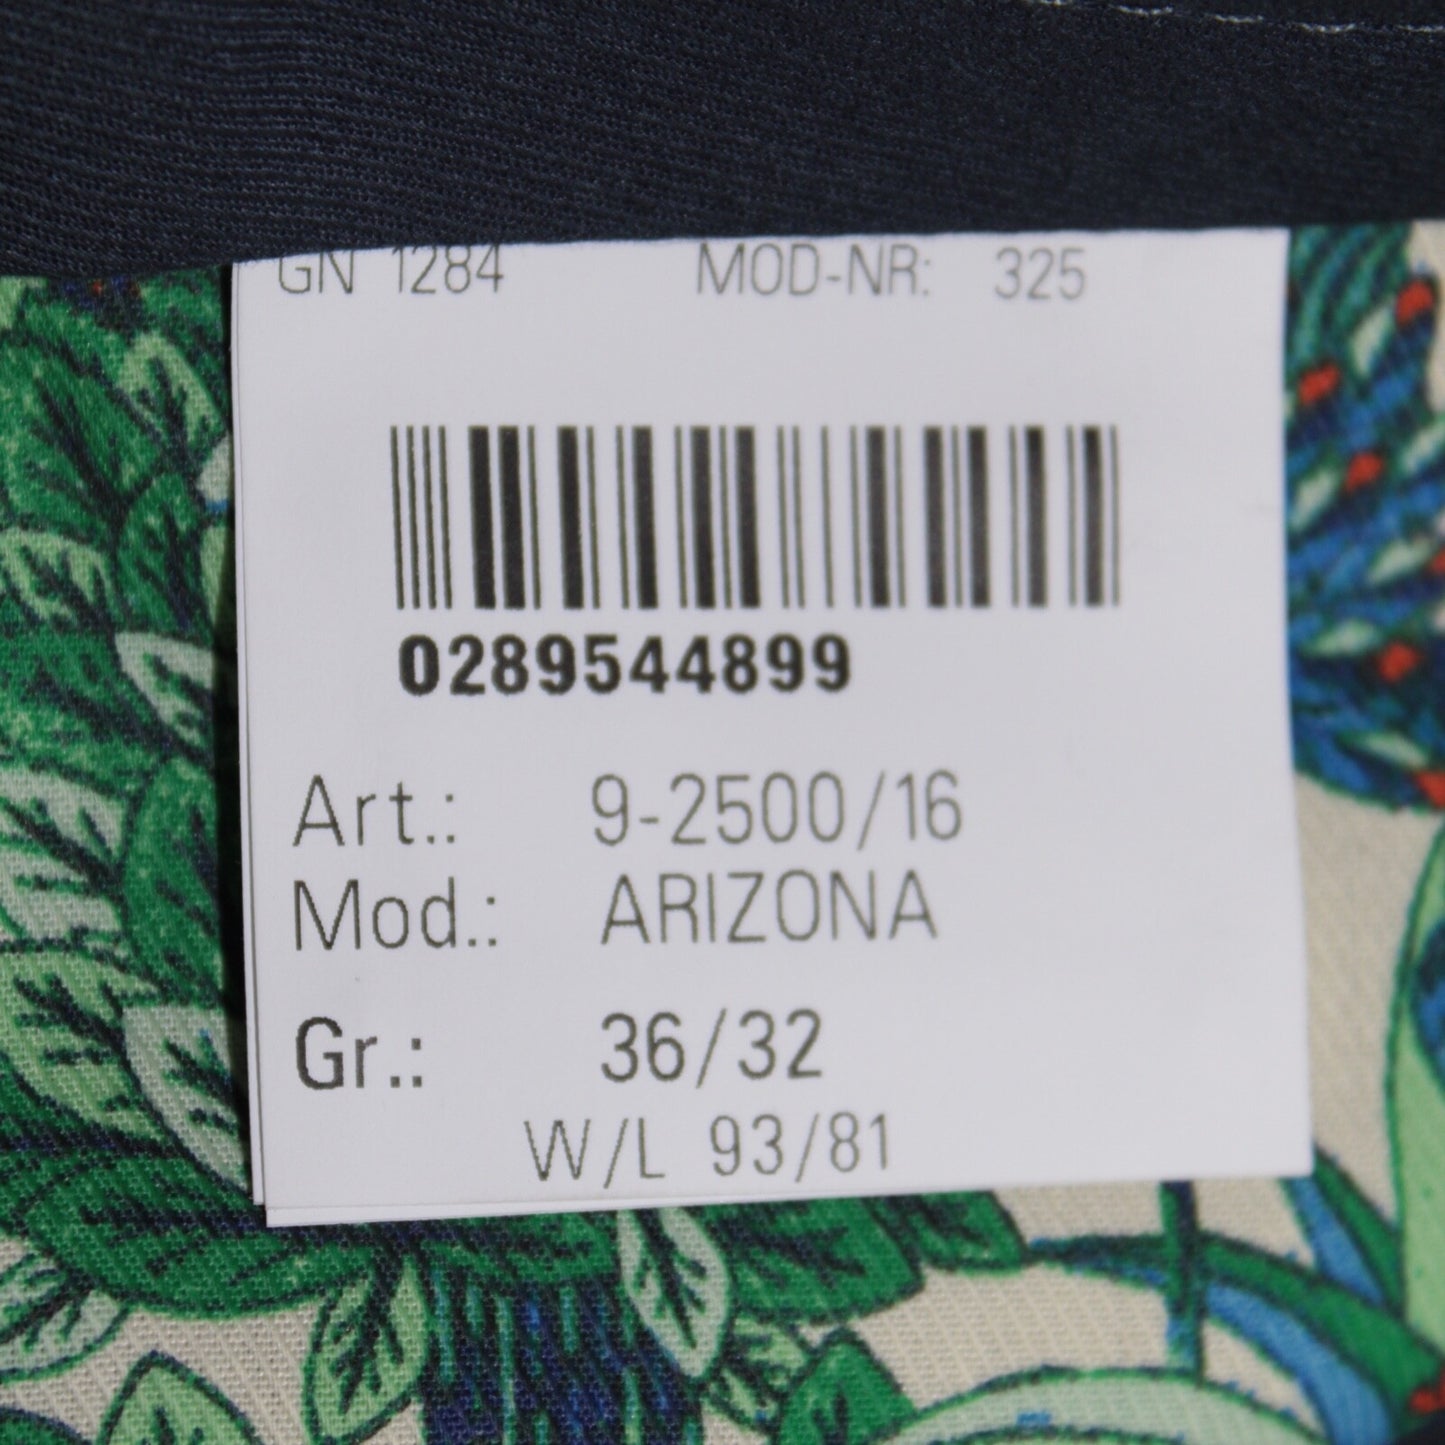 GN 1284 MOD-NR: 325
0289544899
Art.: 9-2500/16
Mod.: ARIZONA
Gr.: 36/32
W/L 93/81